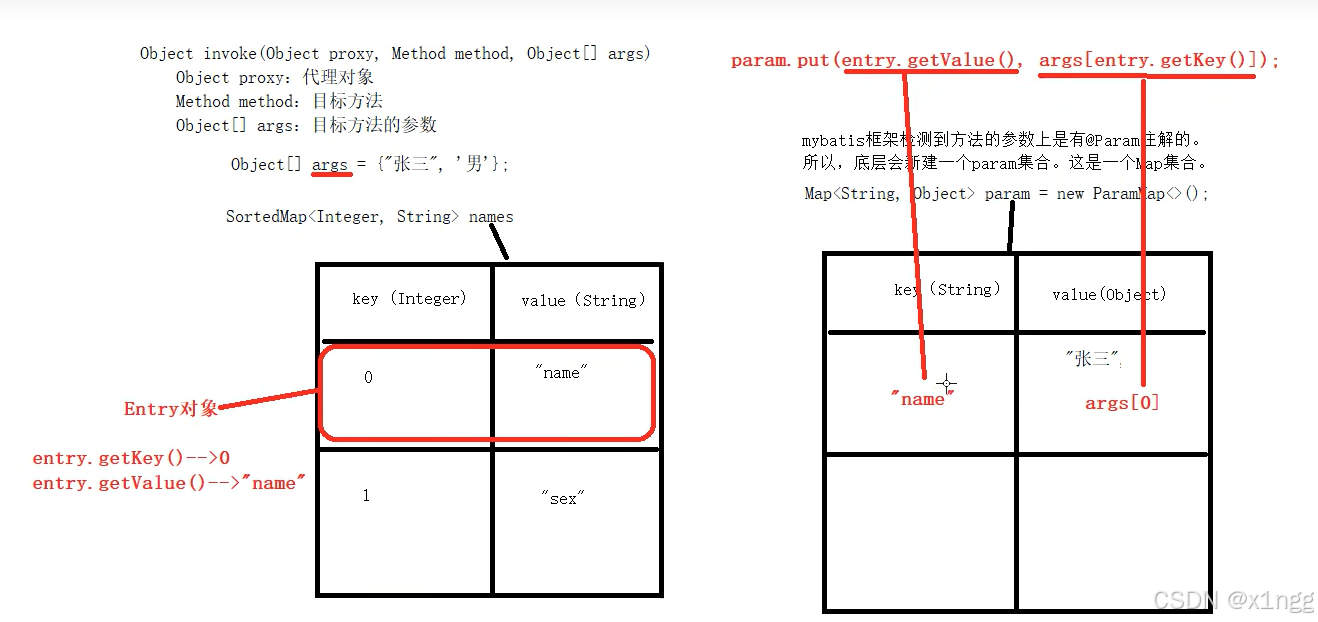 Object invoke(Object proxy, Method method, Object[] args)
Object proxy: 代理对象
Method method: 目标方法
Object[] args: 目标方法的参数
Object[] args = {"张三", '男'};
SortedMap<Integer, String> names
key (Integer)
value (String)
0
"name"
Entry对象
entry.getKey()-->0
entry.getValue()-->"name"
1
"sex"
param.put(entry.getValue(), args[entry.getKey()]);
mybatis框架检测到方法的参数上是有@Param注解的。
所以，底层会新建一个param集合。这是一个Map集合。
Map<String, Object> param = new ParamMap<>();
key (String)
value(Object)
"张三",
"name"
args[0]
CSDN @x1ngg